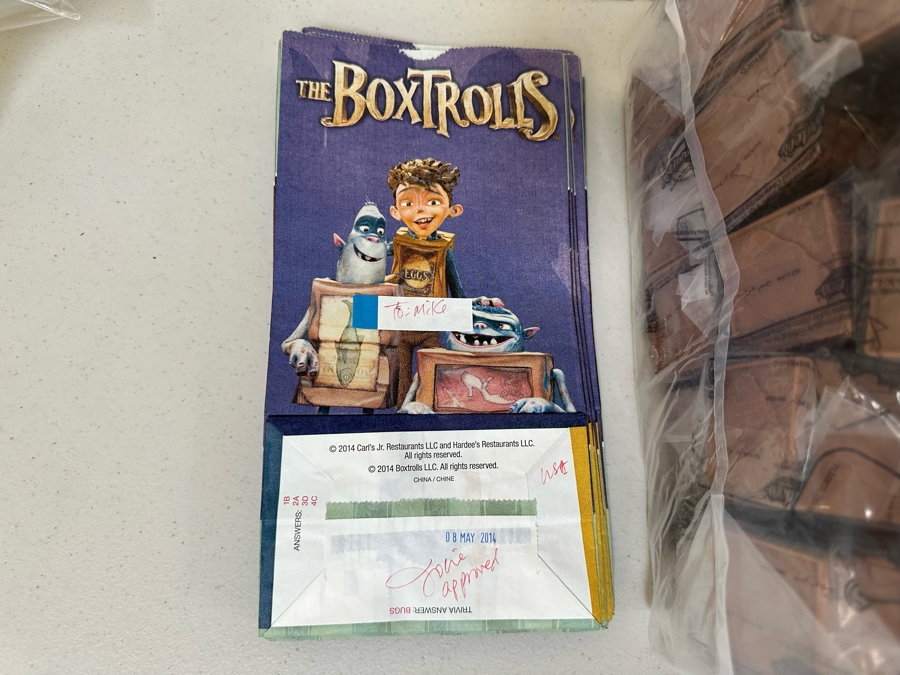 THE BOXTROLLS
EGGS
To: Mike
© 2014 Carl's Jr. Restaurants LLC and Hardee's Restaurants LLC.
All rights reserved.
© 2014 Boxtrolls LLC. All rights reserved.
CHINA / CHINE
USA
ANSWERS:
1B
2A
3D
4C
08 MAY 2014
approved
TRIVIA ANSWER: BUGS